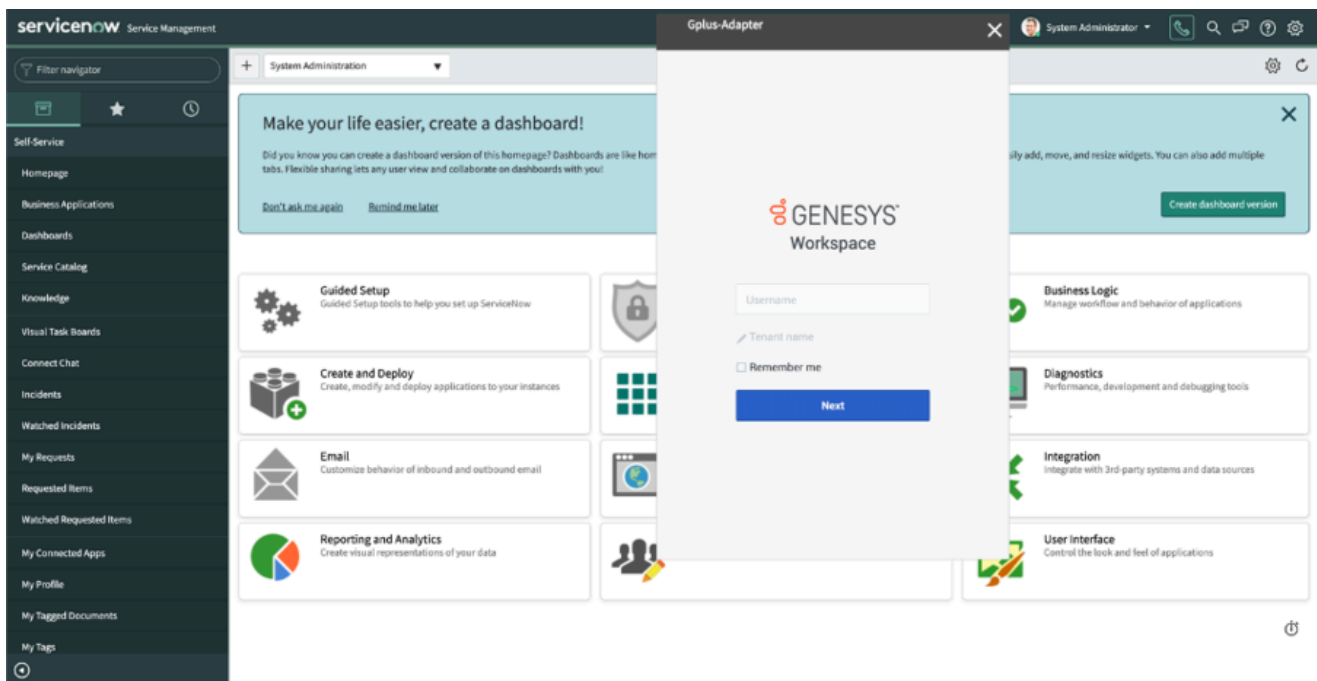 servicenow Service Management
Gplus-Adapter
System Administrator
Filter navigator
System Administration
Self-Service
Homepage
Business Applications
Dashboards
Service Catalog
Knowledge
Visual Task Boards
Connect Chat
Incidents
Watched Incidents
My Requests
Requested Items
Watched Requested Items
My Connected Apps
My Profile
My Tagged Documents
My Tags
Make your life easier, create a dashboard!
Did you know you can create a dashboard version of this homepage? Dashboards are like hom
ily add, move, and resize widgets. You can also add multiple
tabs. Flexible sharing lets any user view and collaborate on dashboards with you!
Don't ask me again Remind me later
Create dashboard version
GENESYS
Workspace
Username
Tenant name
Remember me
Next
Guided Setup
Guided Setup tools to help you set up ServiceNow
Business Logic
Manage workflow and behavior of applications
Create and Deploy
Create, modify and deploy applications to your instances
Diagnostics
Performance, development and debugging tools
Email
Customize behavior of inbound and outbound email
Integration
Integrate with 3rd-party systems and data sources
Reporting and Analytics
Create visual representations of your data
User Interface
Control the look and feel of applications